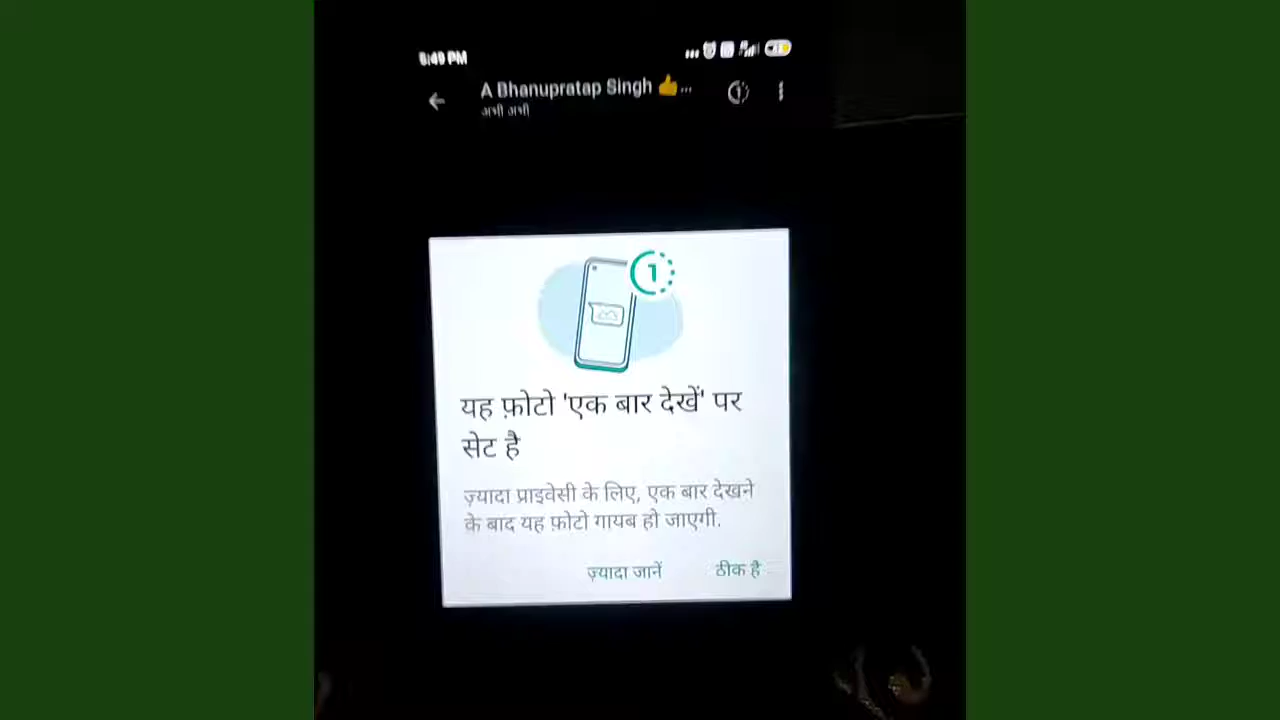 8:49 PM
A Bhanupratap Singh 👍...
अभी अभी
1
यह फ़ोटो 'एक बार देखें' पर
सेट है
ज़्यादा प्राइवेसी के लिए, एक बार देखने
के बाद यह फ़ोटो गायब हो जाएगी.
ज़्यादा जानें ठीक है